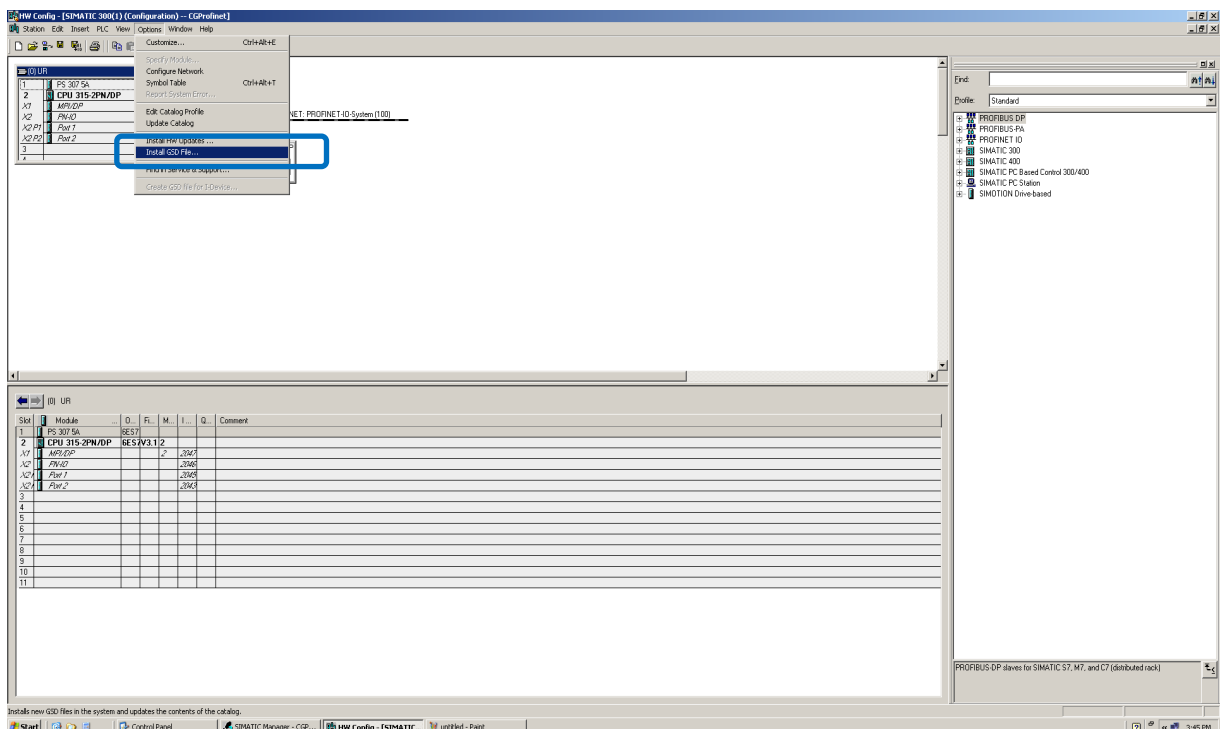 HW Config - [SIMATIC 300(1) (Configuration) -- CGProfinet]
Station Edit Insert PLC View Options Window Help
Customize... Ctrl+Alt+E
Specify Module...
Configure Network
Symbol Table Ctrl+Alt+T
Report System Error...
Edit Catalog Profile
Update Catalog
Install HW Updates ...
Install GSD File...
Find in Service & Support...
Create GSD file for I-Device...
(0) UR
1 PS 307 5A
2 CPU 315-2PN/DP
X1 MPI/DP
X2 PN-IO
X2 P1 Port 1
X2 P2 Port 2
3
4
NET: PROFINET-IO-System (100)
Find:
Profile: Standard
PROFIBUS DP
PROFIBUS-PA
PROFINET IO
SIMATIC 300
SIMATIC 400
SIMATIC PC Based Control 300/400
SIMATIC PC Station
SIMOTION Drive-based
(0) UR
Slot Module ... O... Fi... M... I... Q... Comment
1 PS 307 5A 6ES7
2 CPU 315-2PN/DP 6ES7 V3.1 2
X1 MPI/DP 2 2047
X2 PN-IO 2046
X2 Port 1 2045
X2 Port 2 2043
3
4
5
6
7
8
9
10
11
PROFIBUS-DP slaves for SIMATIC S7, M7, and C7 (distributed rack)
Installs new GSD files in the system and updates the contents of the catalog.
Start Control Panel SIMATIC Manager - CGP... HW Config - [SIMATIC... untitled - Paint 3:45 PM